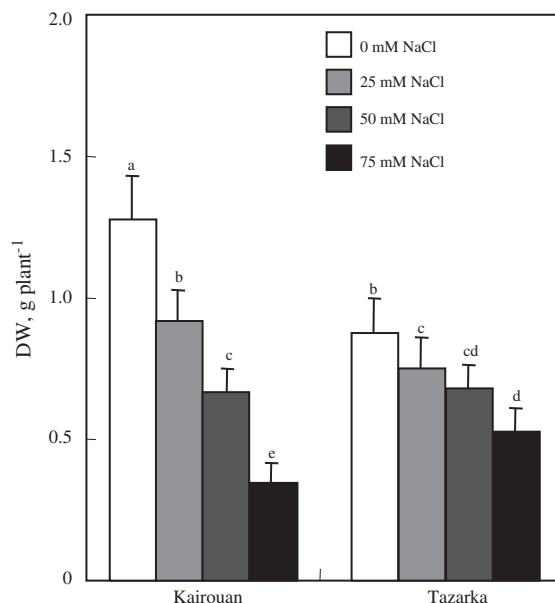 2.0
0 mM NaCl
25 mM NaCl
50 mM NaCl
75 mM NaCl
1.5
a
b
1.0
b
c
c
cd
d
0.5
e
0
DW, g plant-1
Kairouan
Tazarka